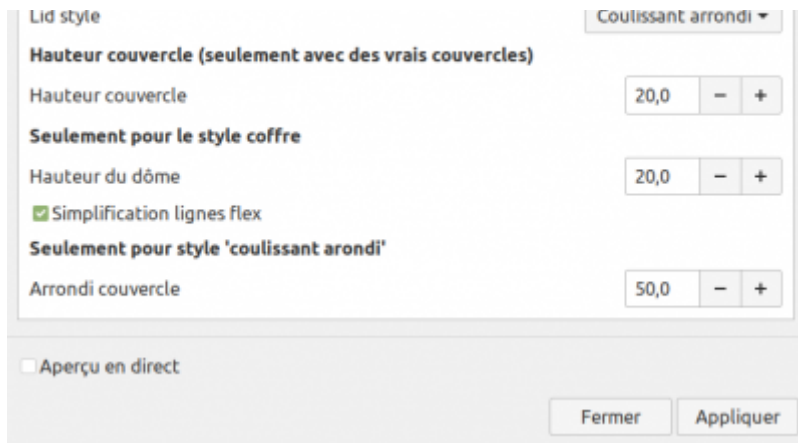 Lid style
Coulissant arrondi
Hauteur couvercle (seulement avec des vrais couvercles)
Hauteur couvercle
20,0 − +
Seulement pour le style coffre
Hauteur du dôme
20,0 − +
Simplification lignes flex
Seulement pour style 'coulissant arondi'
Arrondi couvercle
50,0 − +
Aperçu en direct
Fermer
Appliquer